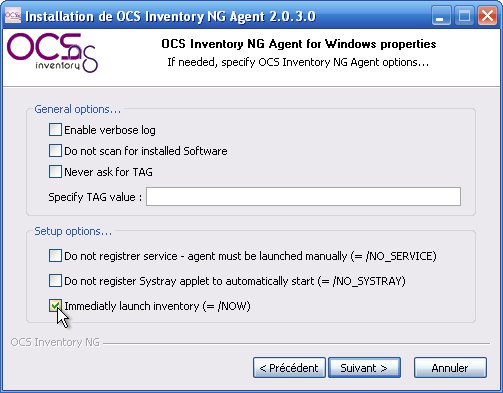 Installation de OCS Inventory NG Agent 2.0.3.0
OCS ng
inventory
OCS Inventory NG Agent for Windows properties
If needed, specify OCS Inventory NG Agent options...
General options...
Enable verbose log
Do not scan for installed Software
Never ask for TAG
Specify TAG value :
Setup options...
Do not registrer service - agent must be launched manually (= /NO_SERVICE)
Do not register Systray applet to automatically start (= /NO_SYSTRAY)
Immediatly launch inventory (= /NOW)
OCS Inventory NG
< Précédent
Suivant >
Annuler